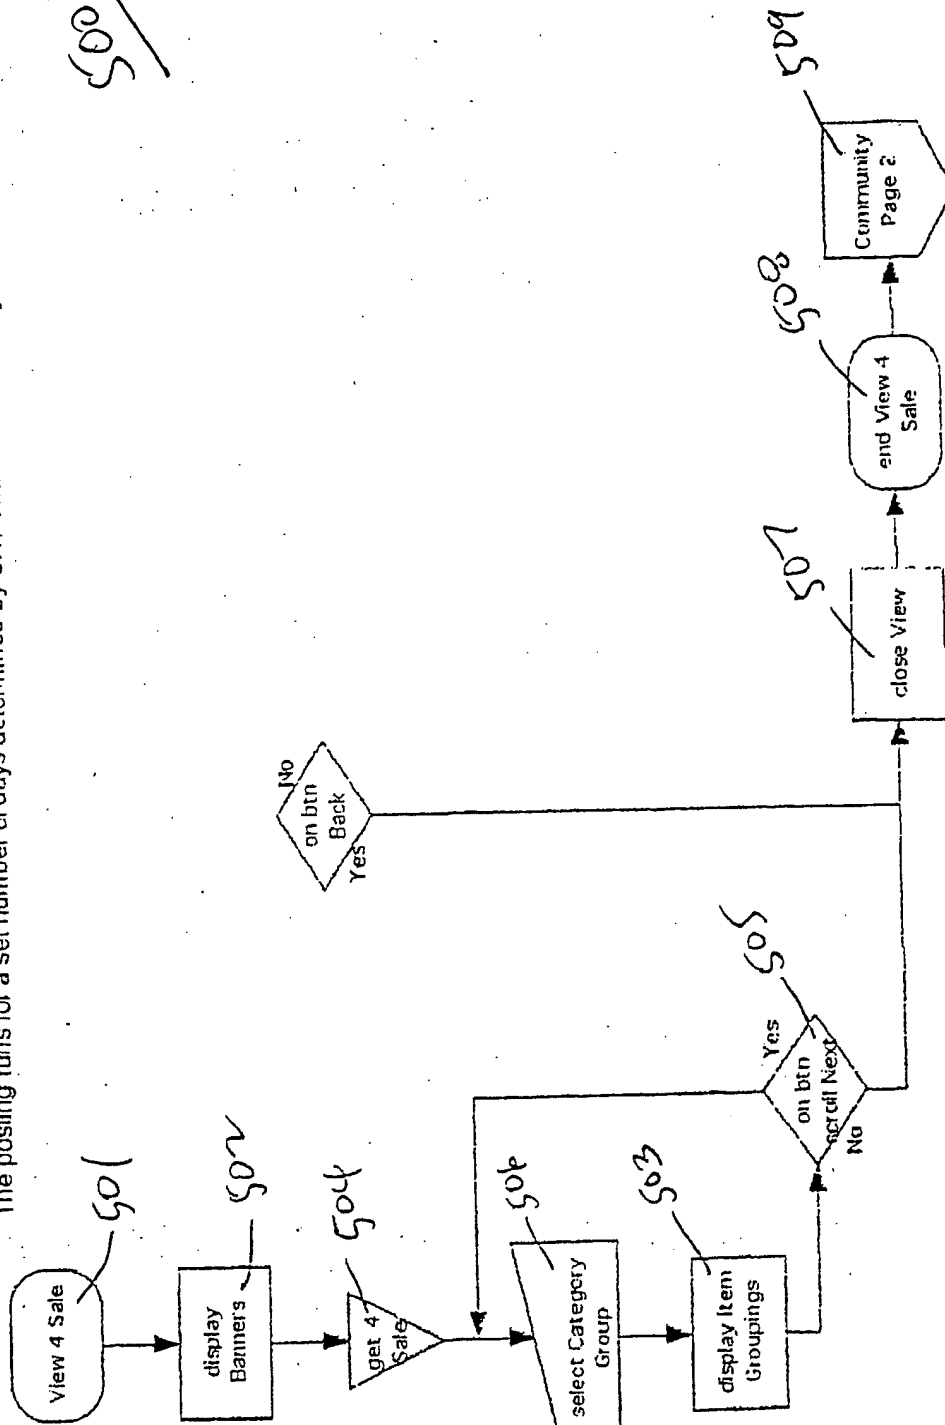 The posting runs for a set number of days determined by
500
View 4 Sale
501
display
Banners
502
get 4
Sale
504
select Category
Group
506
display Item
Groupings
503
on btn
scroll Next
Yes
No
505
on btn
Back
No
Yes
close View
507
end View 4
Sale
508
Community
Page 2
509